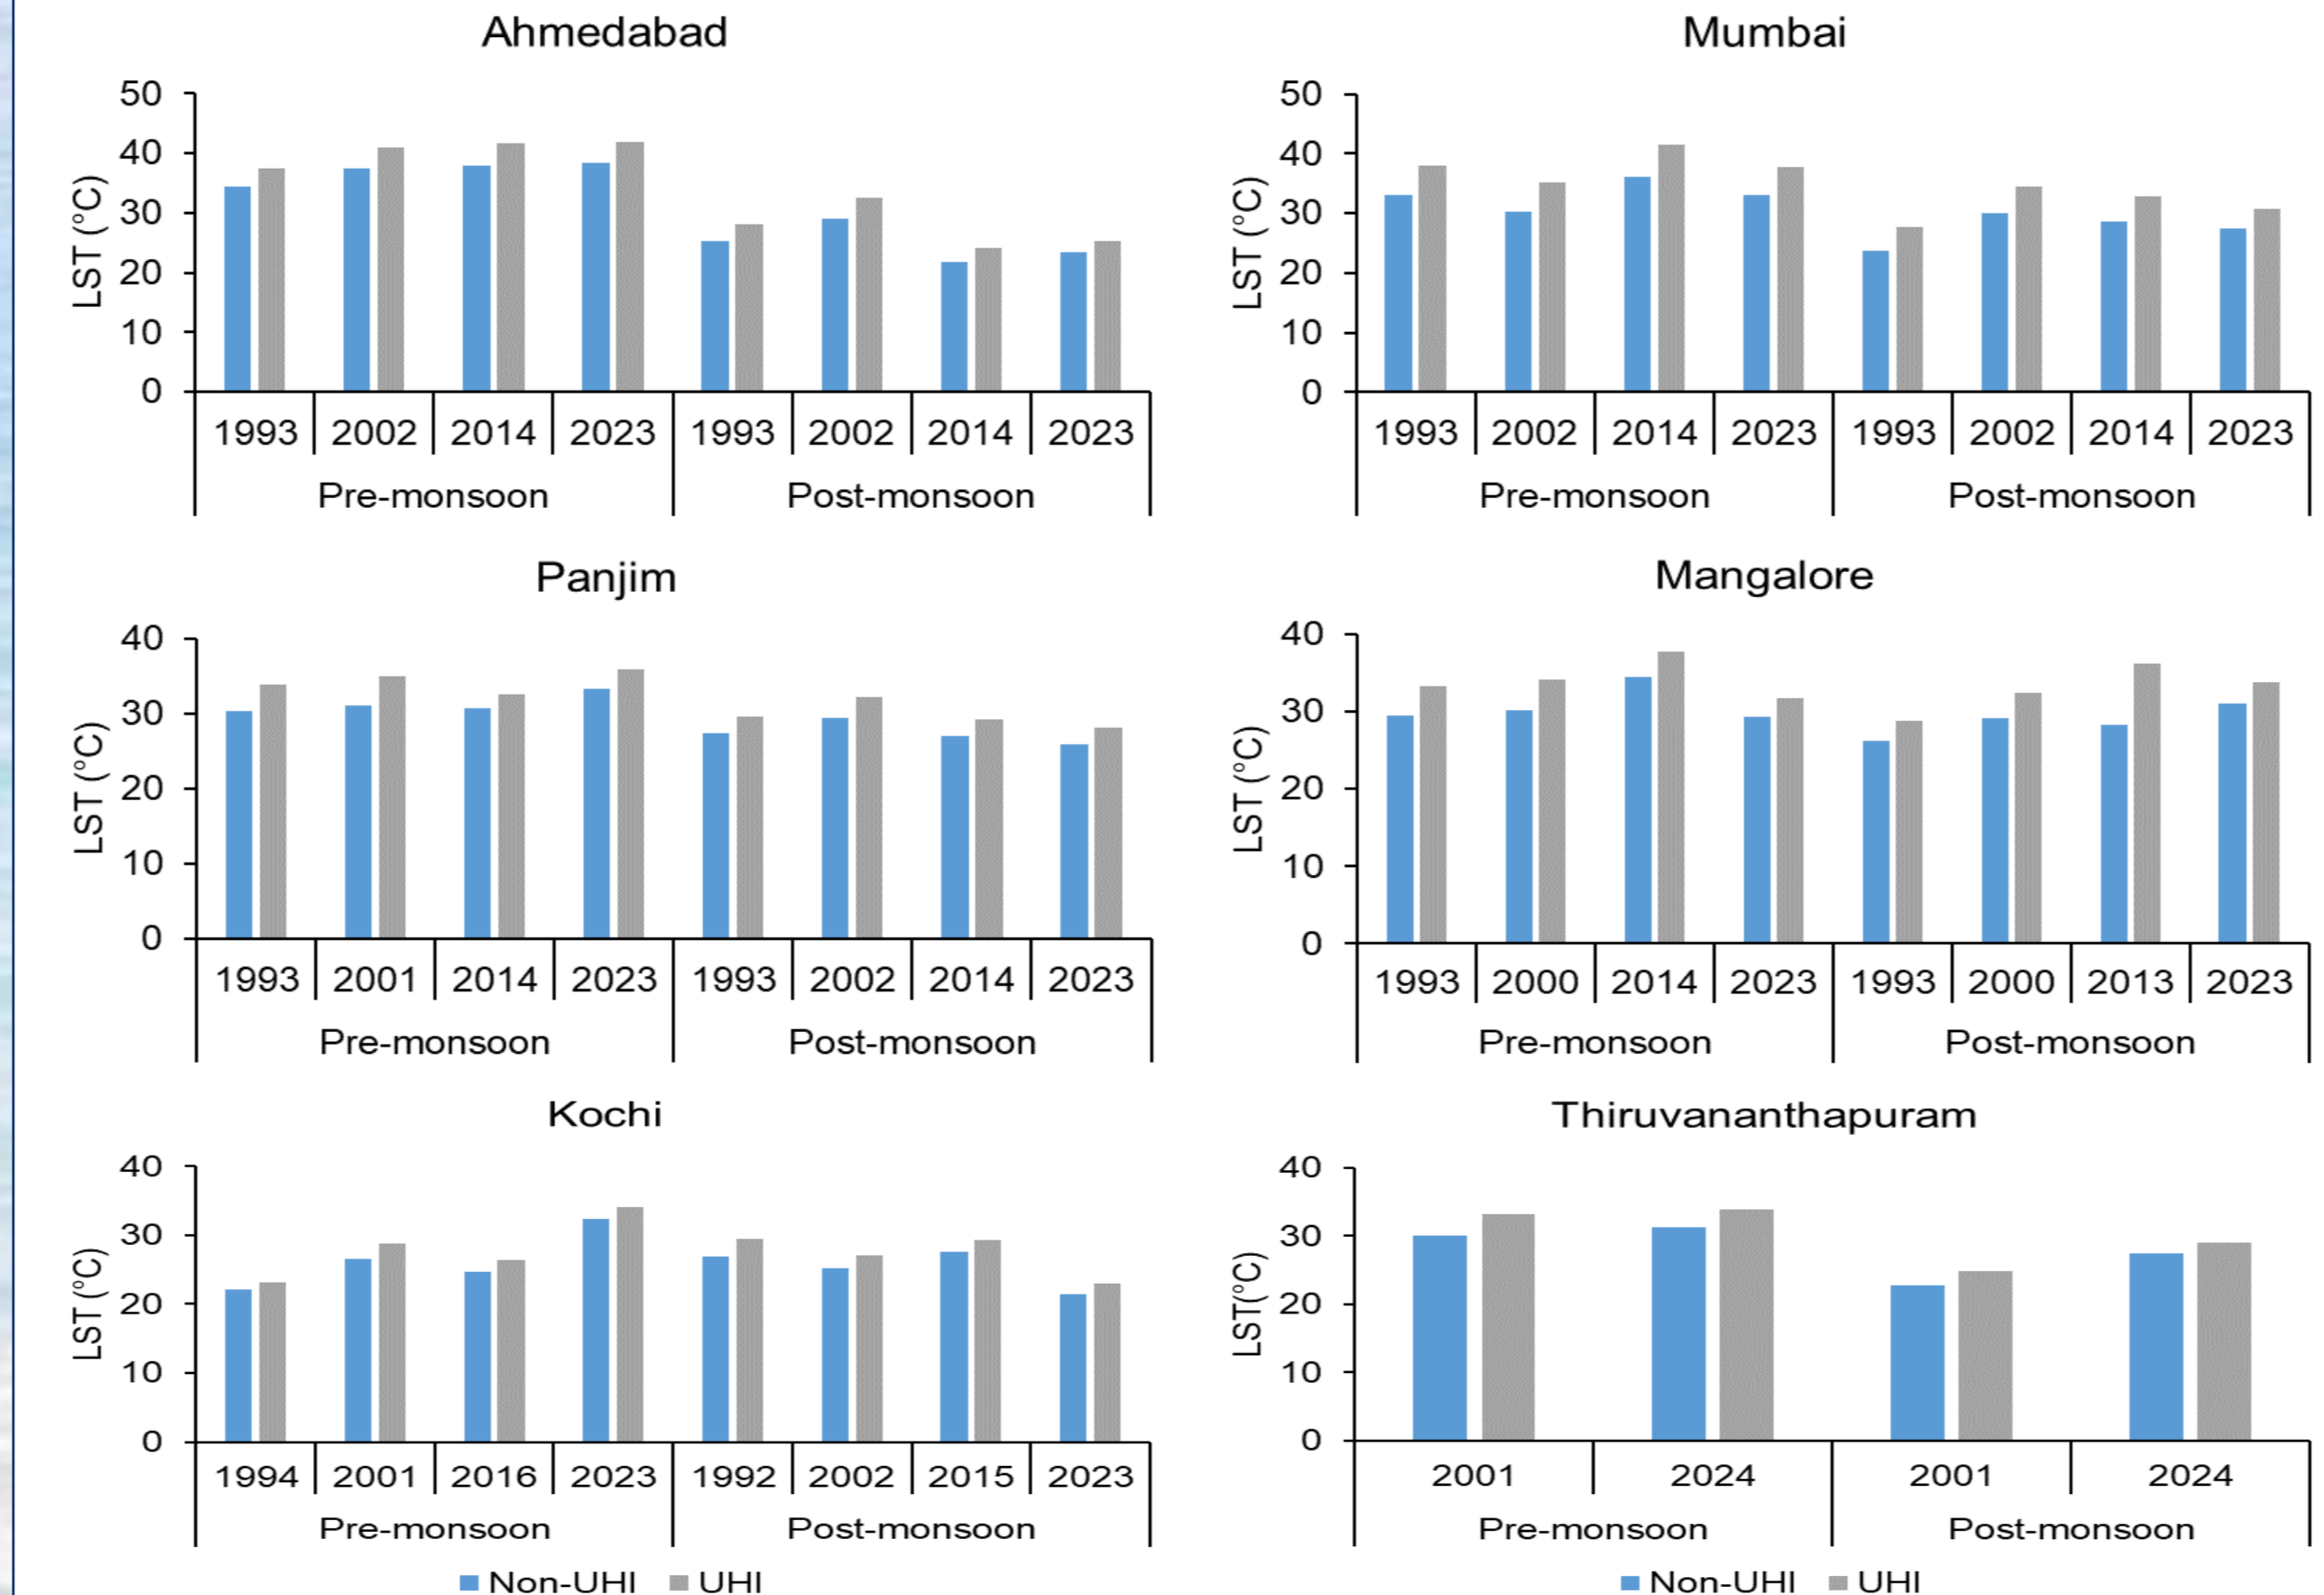 Ahmedabad
LST (°C)
50
40
30
20
10
0
1993 2002 2014 2023 1993 2002 2014 2023
Pre-monsoon Post-monsoon
Mumbai
LST (°C)
50
40
30
20
10
0
1993 2002 2014 2023 1993 2002 2014 2023
Pre-monsoon Post-monsoon
Panjim
LST (°C)
40
30
20
10
0
1993 2001 2014 2023 1993 2002 2014 2023
Pre-monsoon Post-monsoon
Mangalore
LST (°C)
40
30
20
10
0
1993 2000 2014 2023 1993 2000 2013 2023
Pre-monsoon Post-monsoon
Kochi
LST (°C)
40
30
20
10
0
1994 2001 2016 2023 1992 2002 2015 2023
Pre-monsoon Post-monsoon
Non-UHI UHI
Thiruvananthapuram
LST(°C)
40
30
20
10
0
2001 2024 2001 2024
Pre-monsoon Post-monsoon
Non-UHI UHI